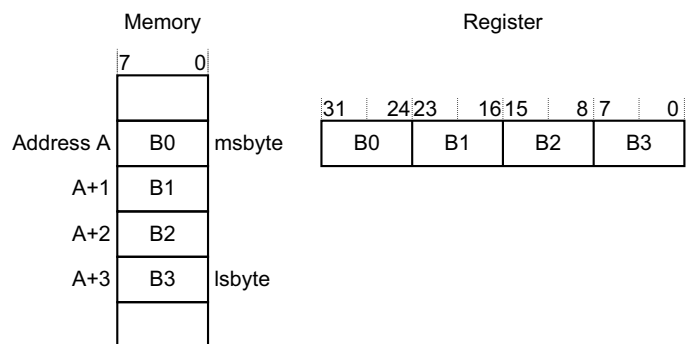 Memory Register
7 0
31 24 23 16 15 8 7 0
Address A B0 msbyte B0 B1 B2 B3
A+1 B1
A+2 B2
A+3 B3 lsbyte